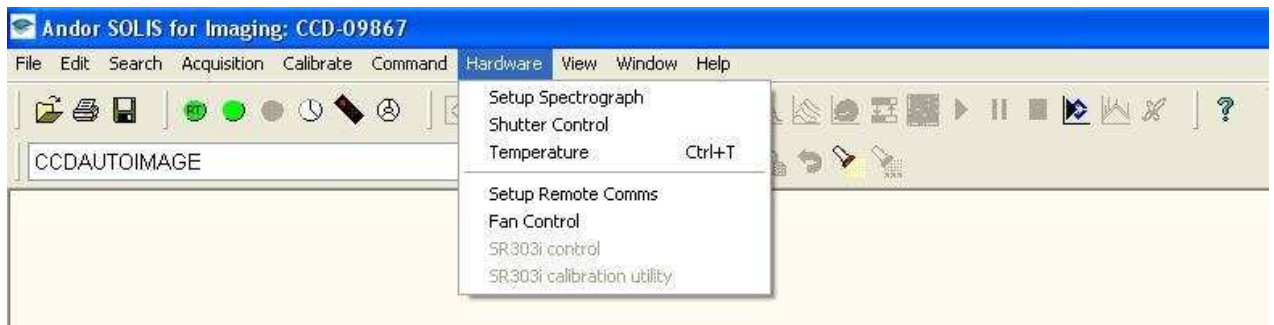 Andor SOLIS for Imaging: CCD-09867
File Edit Search Acquisition Calibrate Command Hardware View Window Help
RT ?
Setup Spectrograph
Shutter Control
Temperature Ctrl+T
CCDAUTOIMAGE
Setup Remote Comms
Fan Control
SR303i control
SR303i calibration utility